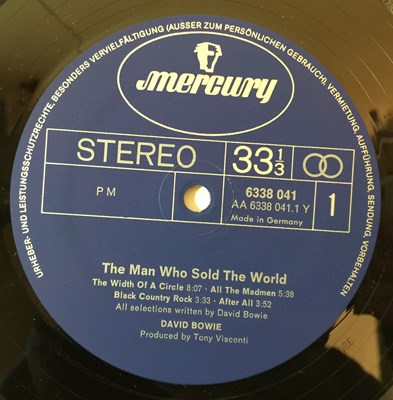 URHEBER- UND LEISTUNGSSCHUTZRECHTE, BESONDERS VERVIELFÄLTIGUNG (AUSSER ZUM PERSÖNLICHEN GEBRAUCH), VERMIETUNG, AUFFÜHRUNG, SENDUNG, VORBEHALTEN
mercury
STEREO 33 1/3
PM
6338 041
AA 6338 041.1 Y
Made in Germany
1
The Man Who Sold The World
The Width Of A Circle 8:07 · All The Madmen 5:38
Black Country Rock 3:33 · After All 3:52
All selections written by David Bowie
DAVID BOWIE
Produced by Tony Visconti